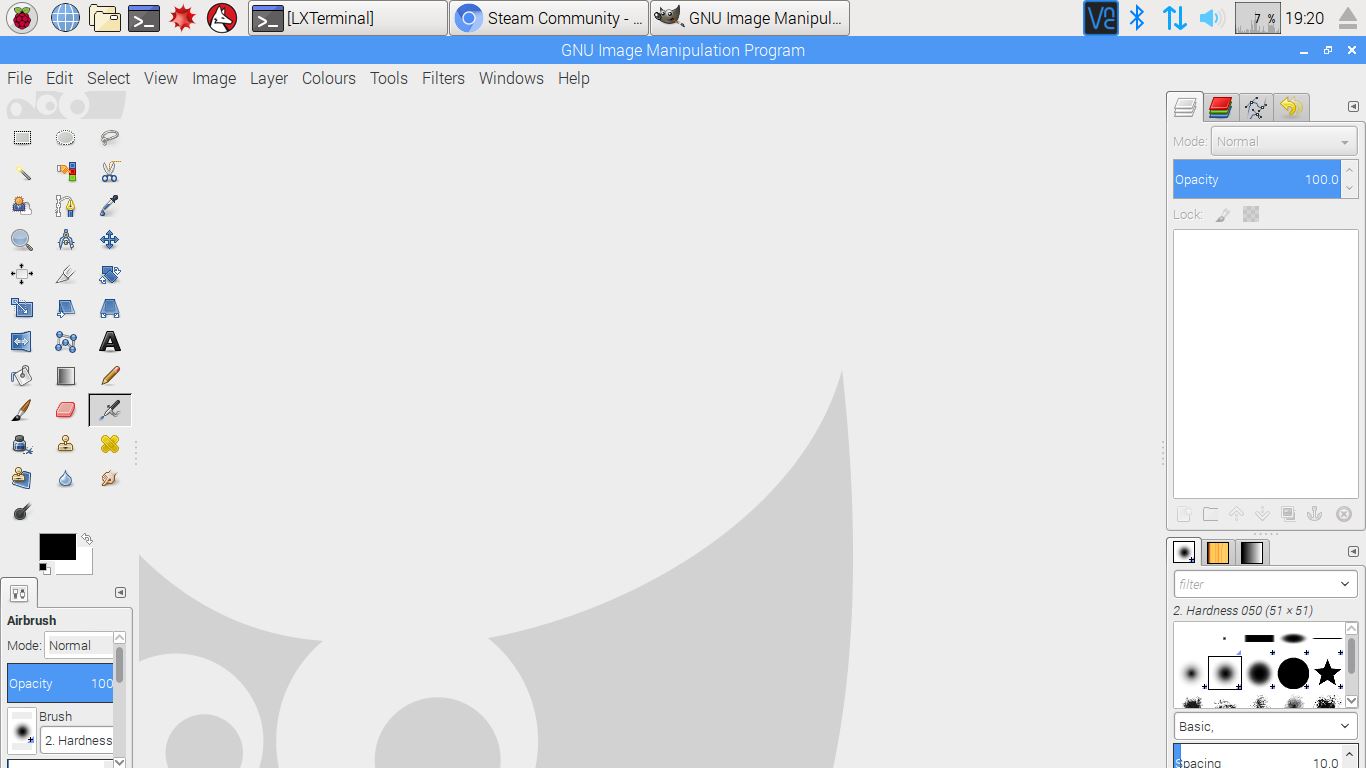 [LXTerminal]
Steam Community - ...
GNU Image Manipul...
7 %
19:20
GNU Image Manipulation Program
File Edit Select View Image Layer Colours Tools Filters Windows Help
Mode: Normal
Opacity 100.0
Lock:
Airbrush
Mode: Normal
Opacity 100
Brush
2. Hardness
filter
2. Hardness 050 (51 × 51)
Basic,
Spacing 10.0